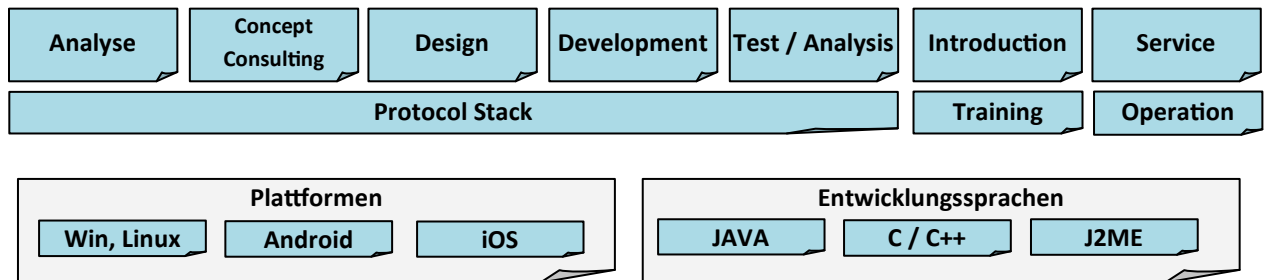 Analyse
Concept
Consulting
Design
Development
Test / Analysis
Introduction
Service
Protocol Stack
Training
Operation
Plattformen
Win, Linux
Android
iOS
Entwicklungssprachen
JAVA
C / C++
J2ME